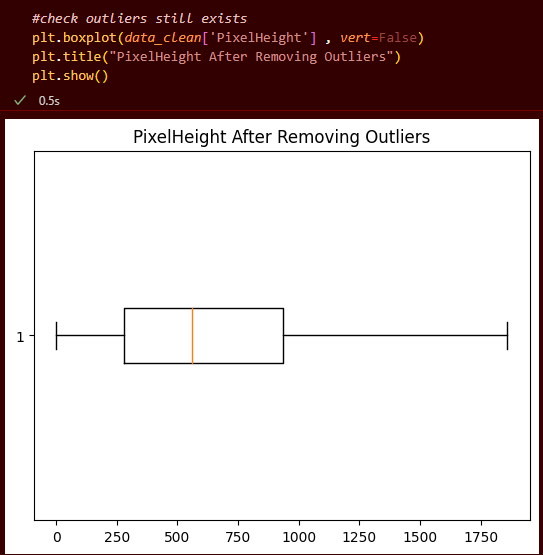 #check outliers still exists
plt.boxplot(data_clean['PixelHeight'] , vert=False)
plt.title("PixelHeight After Removing Outliers")
plt.show()
✓ 0.5s
PixelHeight After Removing Outliers
1
0 250 500 750 1000 1250 1500 1750